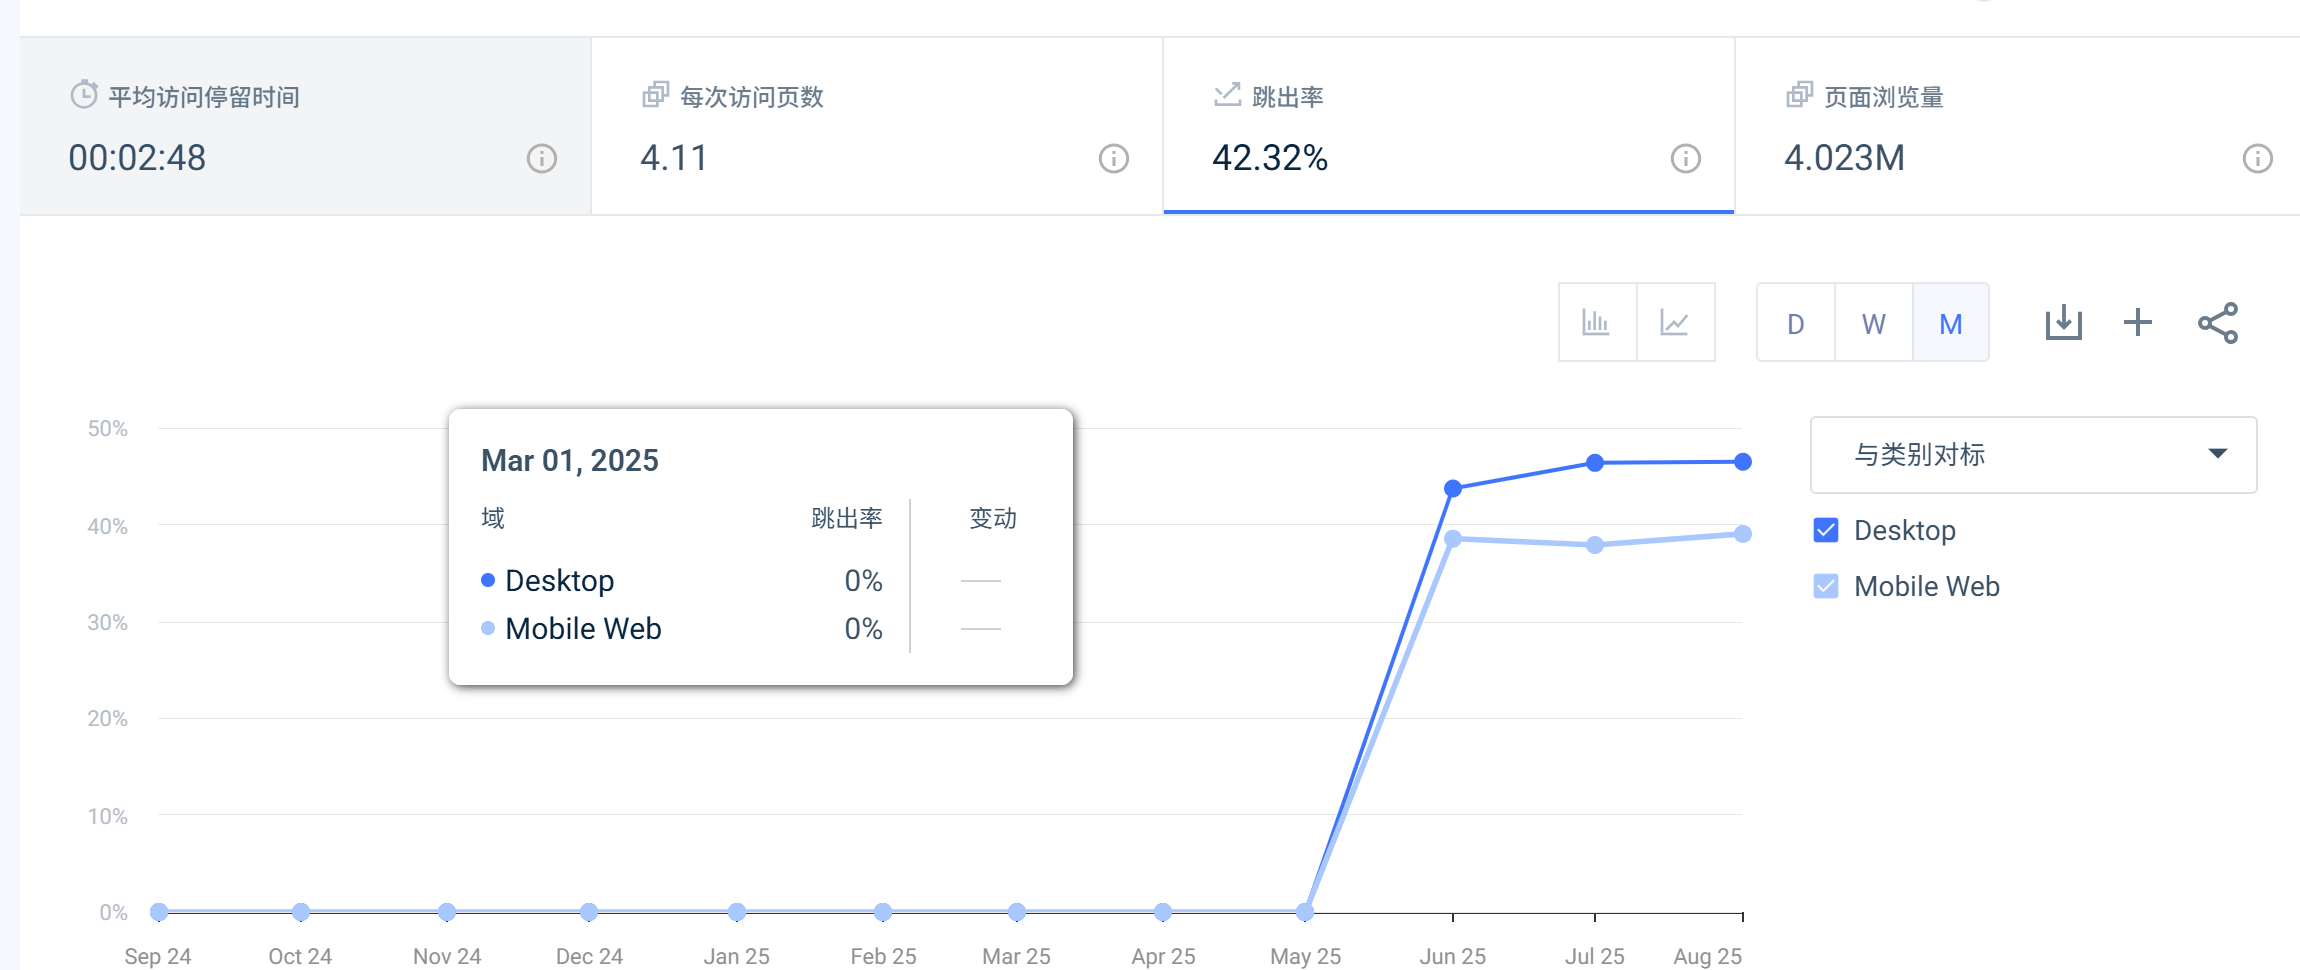 平均访问停留时间
00:02:48
每次访问页数
4.11
跳出率
42.32%
页面浏览量
4.023M
D
W
M
与类别对标
Desktop
Mobile Web
50%
40%
30%
20%
10%
0%
Mar 01, 2025
域 跳出率 变动
Desktop 0%
Mobile Web 0%
Sep 24
Oct 24
Nov 24
Dec 24
Jan 25
Feb 25
Mar 25
Apr 25
May 25
Jun 25
Jul 25
Aug 25